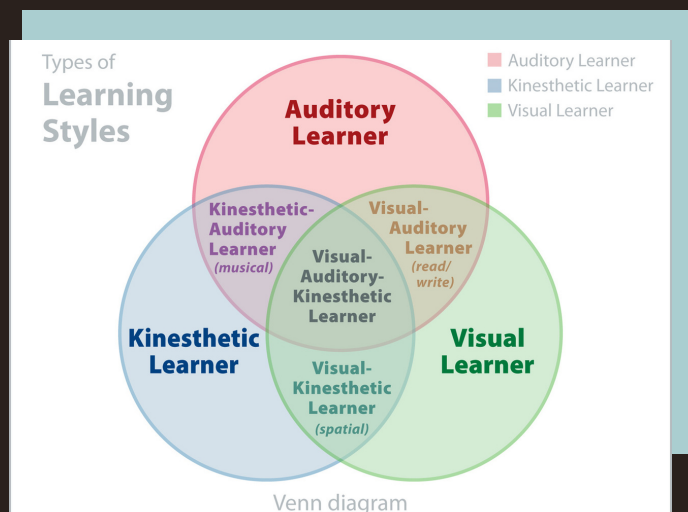 Types of
Learning
Styles
Auditory Learner
Kinesthetic Learner
Visual Learner
Auditory
Learner
Kinesthetic-
Auditory
Learner
(musical)
Visual-
Auditory
Learner
(read/
write)
Visual-
Auditory-
Kinesthetic
Learner
Kinesthetic
Learner
Visual
Learner
Visual-
Kinesthetic
Learner
(spatial)
Venn diagram